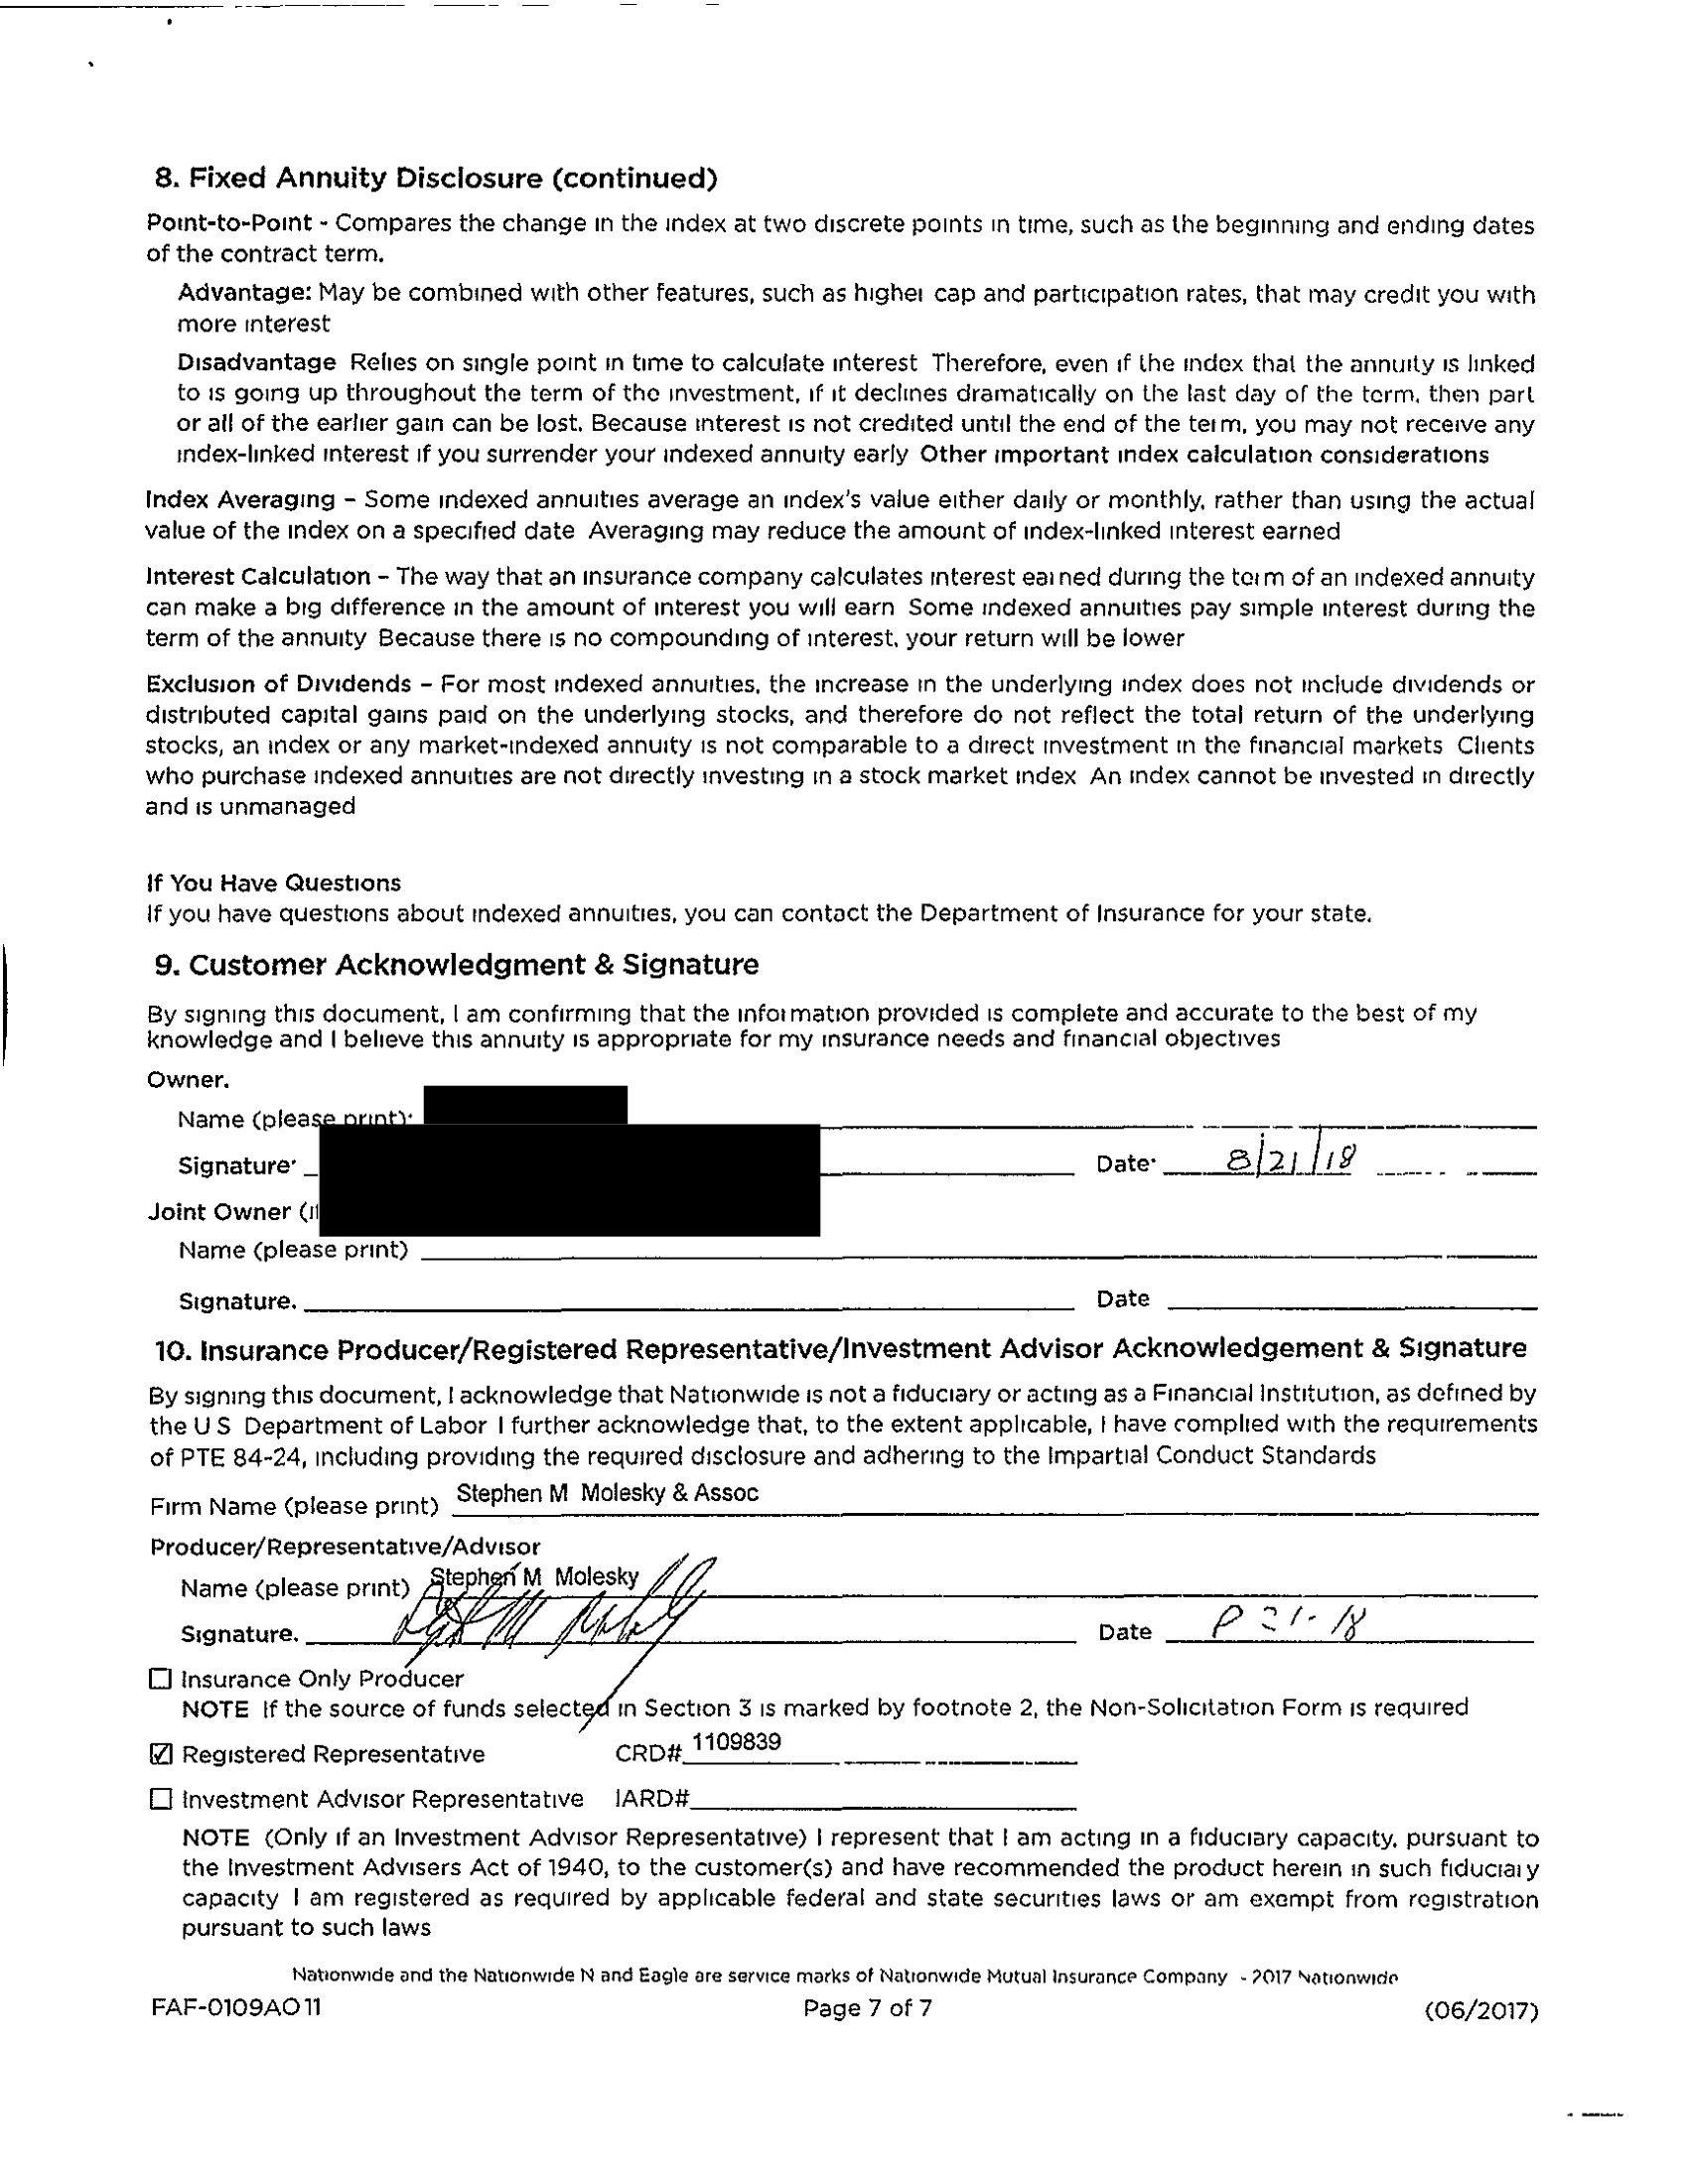 8. Fixed Annuity Disclosure (continued)
Point-to-Point - Compares the change in the index at two discrete points in time, such as the beginning and ending dates
of the contract term.
Advantage: May be combined with other features, such as higher cap and participation rates, that may credit you with
more interest
Disadvantage Relies on single point in time to calculate interest Therefore, even if the index that the annuity is linked
to is going up throughout the term of the investment, if it declines dramatically on the last day of the term, then part
or all of the earlier gain can be lost. Because interest is not credited until the end of the term, you may not receive any
index-linked interest if you surrender your indexed annuity early Other important index calculation considerations
Index Averaging – Some indexed annuities average an index's value either daily or monthly, rather than using the actual
value of the index on a specified date Averaging may reduce the amount of index-linked interest earned
Interest Calculation – The way that an insurance company calculates interest earned during the term of an indexed annuity
can make a big difference in the amount of interest you will earn Some indexed annuities pay simple interest during the
term of the annuity Because there is no compounding of interest, your return will be lower
Exclusion of Dividends – For most indexed annuities, the increase in the underlying index does not include dividends or
distributed capital gains paid on the underlying stocks, and therefore do not reflect the total return of the underlying
stocks, an index or any market-indexed annuity is not comparable to a direct investment in the financial markets Clients
who purchase indexed annuities are not directly investing in a stock market index An index cannot be invested in directly
and is unmanaged
If You Have Questions
If you have questions about indexed annuities, you can contact the Department of Insurance for your state.
9. Customer Acknowledgment & Signature
By signing this document, I am confirming that the information provided is complete and accurate to the best of my
knowledge and I believe this annuity is appropriate for my insurance needs and financial objectives
Owner.
Name (please print):
Signature: Date: 8/21/18
Joint Owner
Name (please print)
Signature. Date
10. Insurance Producer/Registered Representative/Investment Advisor Acknowledgement & Signature
By signing this document, I acknowledge that Nationwide is not a fiduciary or acting as a Financial Institution, as defined by
the U S Department of Labor I further acknowledge that, to the extent applicable, I have complied with the requirements
of PTE 84-24, including providing the required disclosure and adhering to the Impartial Conduct Standards
Firm Name (please print) Stephen M Molesky & Assoc
Producer/Representative/Advisor
Name (please print) Stephen M Molesky
Signature. Date 21-18
☐ Insurance Only Producer
NOTE If the source of funds selected in Section 3 is marked by footnote 2, the Non-Solicitation Form is required
☑ Registered Representative CRD# 1109839
☐ Investment Advisor Representative IARD#
NOTE (Only if an Investment Advisor Representative) I represent that I am acting in a fiduciary capacity, pursuant to
the Investment Advisers Act of 1940, to the customer(s) and have recommended the product herein in such fiduciary
capacity I am registered as required by applicable federal and state securities laws or am exempt from registration
pursuant to such laws
Nationwide and the Nationwide N and Eagle are service marks of Nationwide Mutual Insurance Company - 2017 Nationwide
FAF-0109AO 11 Page 7 of 7 (06/2017)